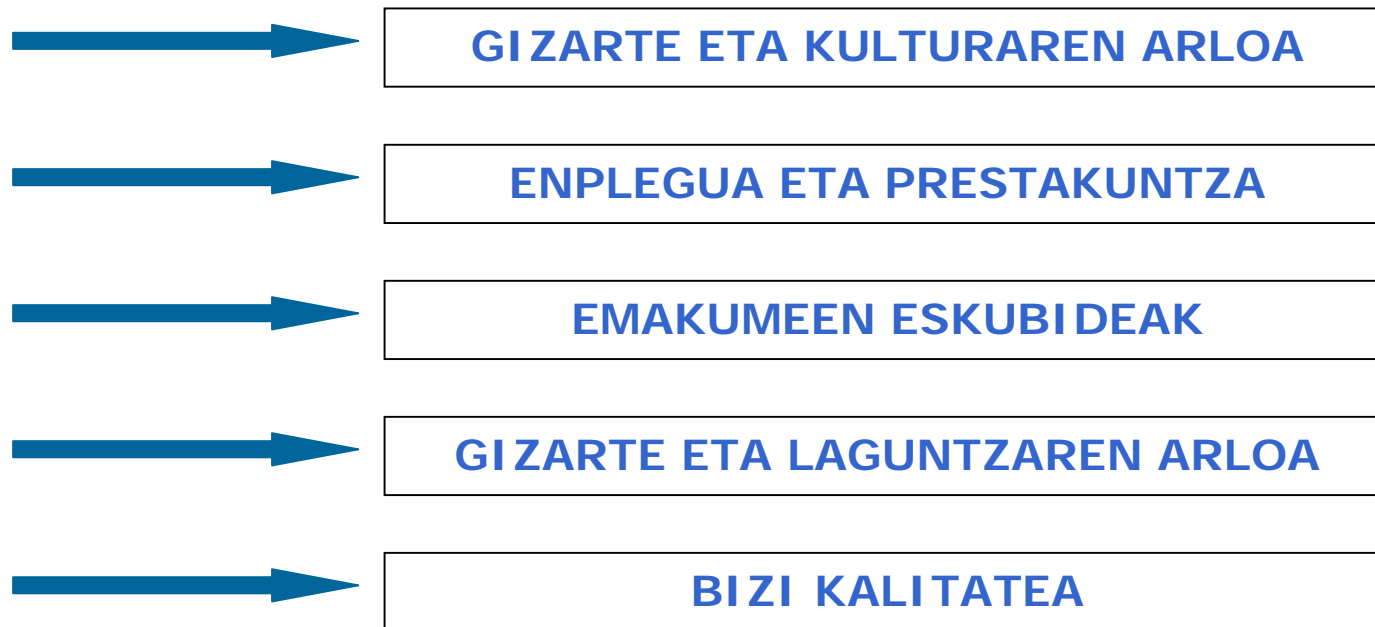 GIZARTE ETA KULTURAREN ARLOA
ENPLEGUA ETA PRESTAKUNTZA
EMAKUMEEN ESKUBIDEAK
GIZARTE ETA LAGUNTZAREN ARLOA
BIZI KALITATEA